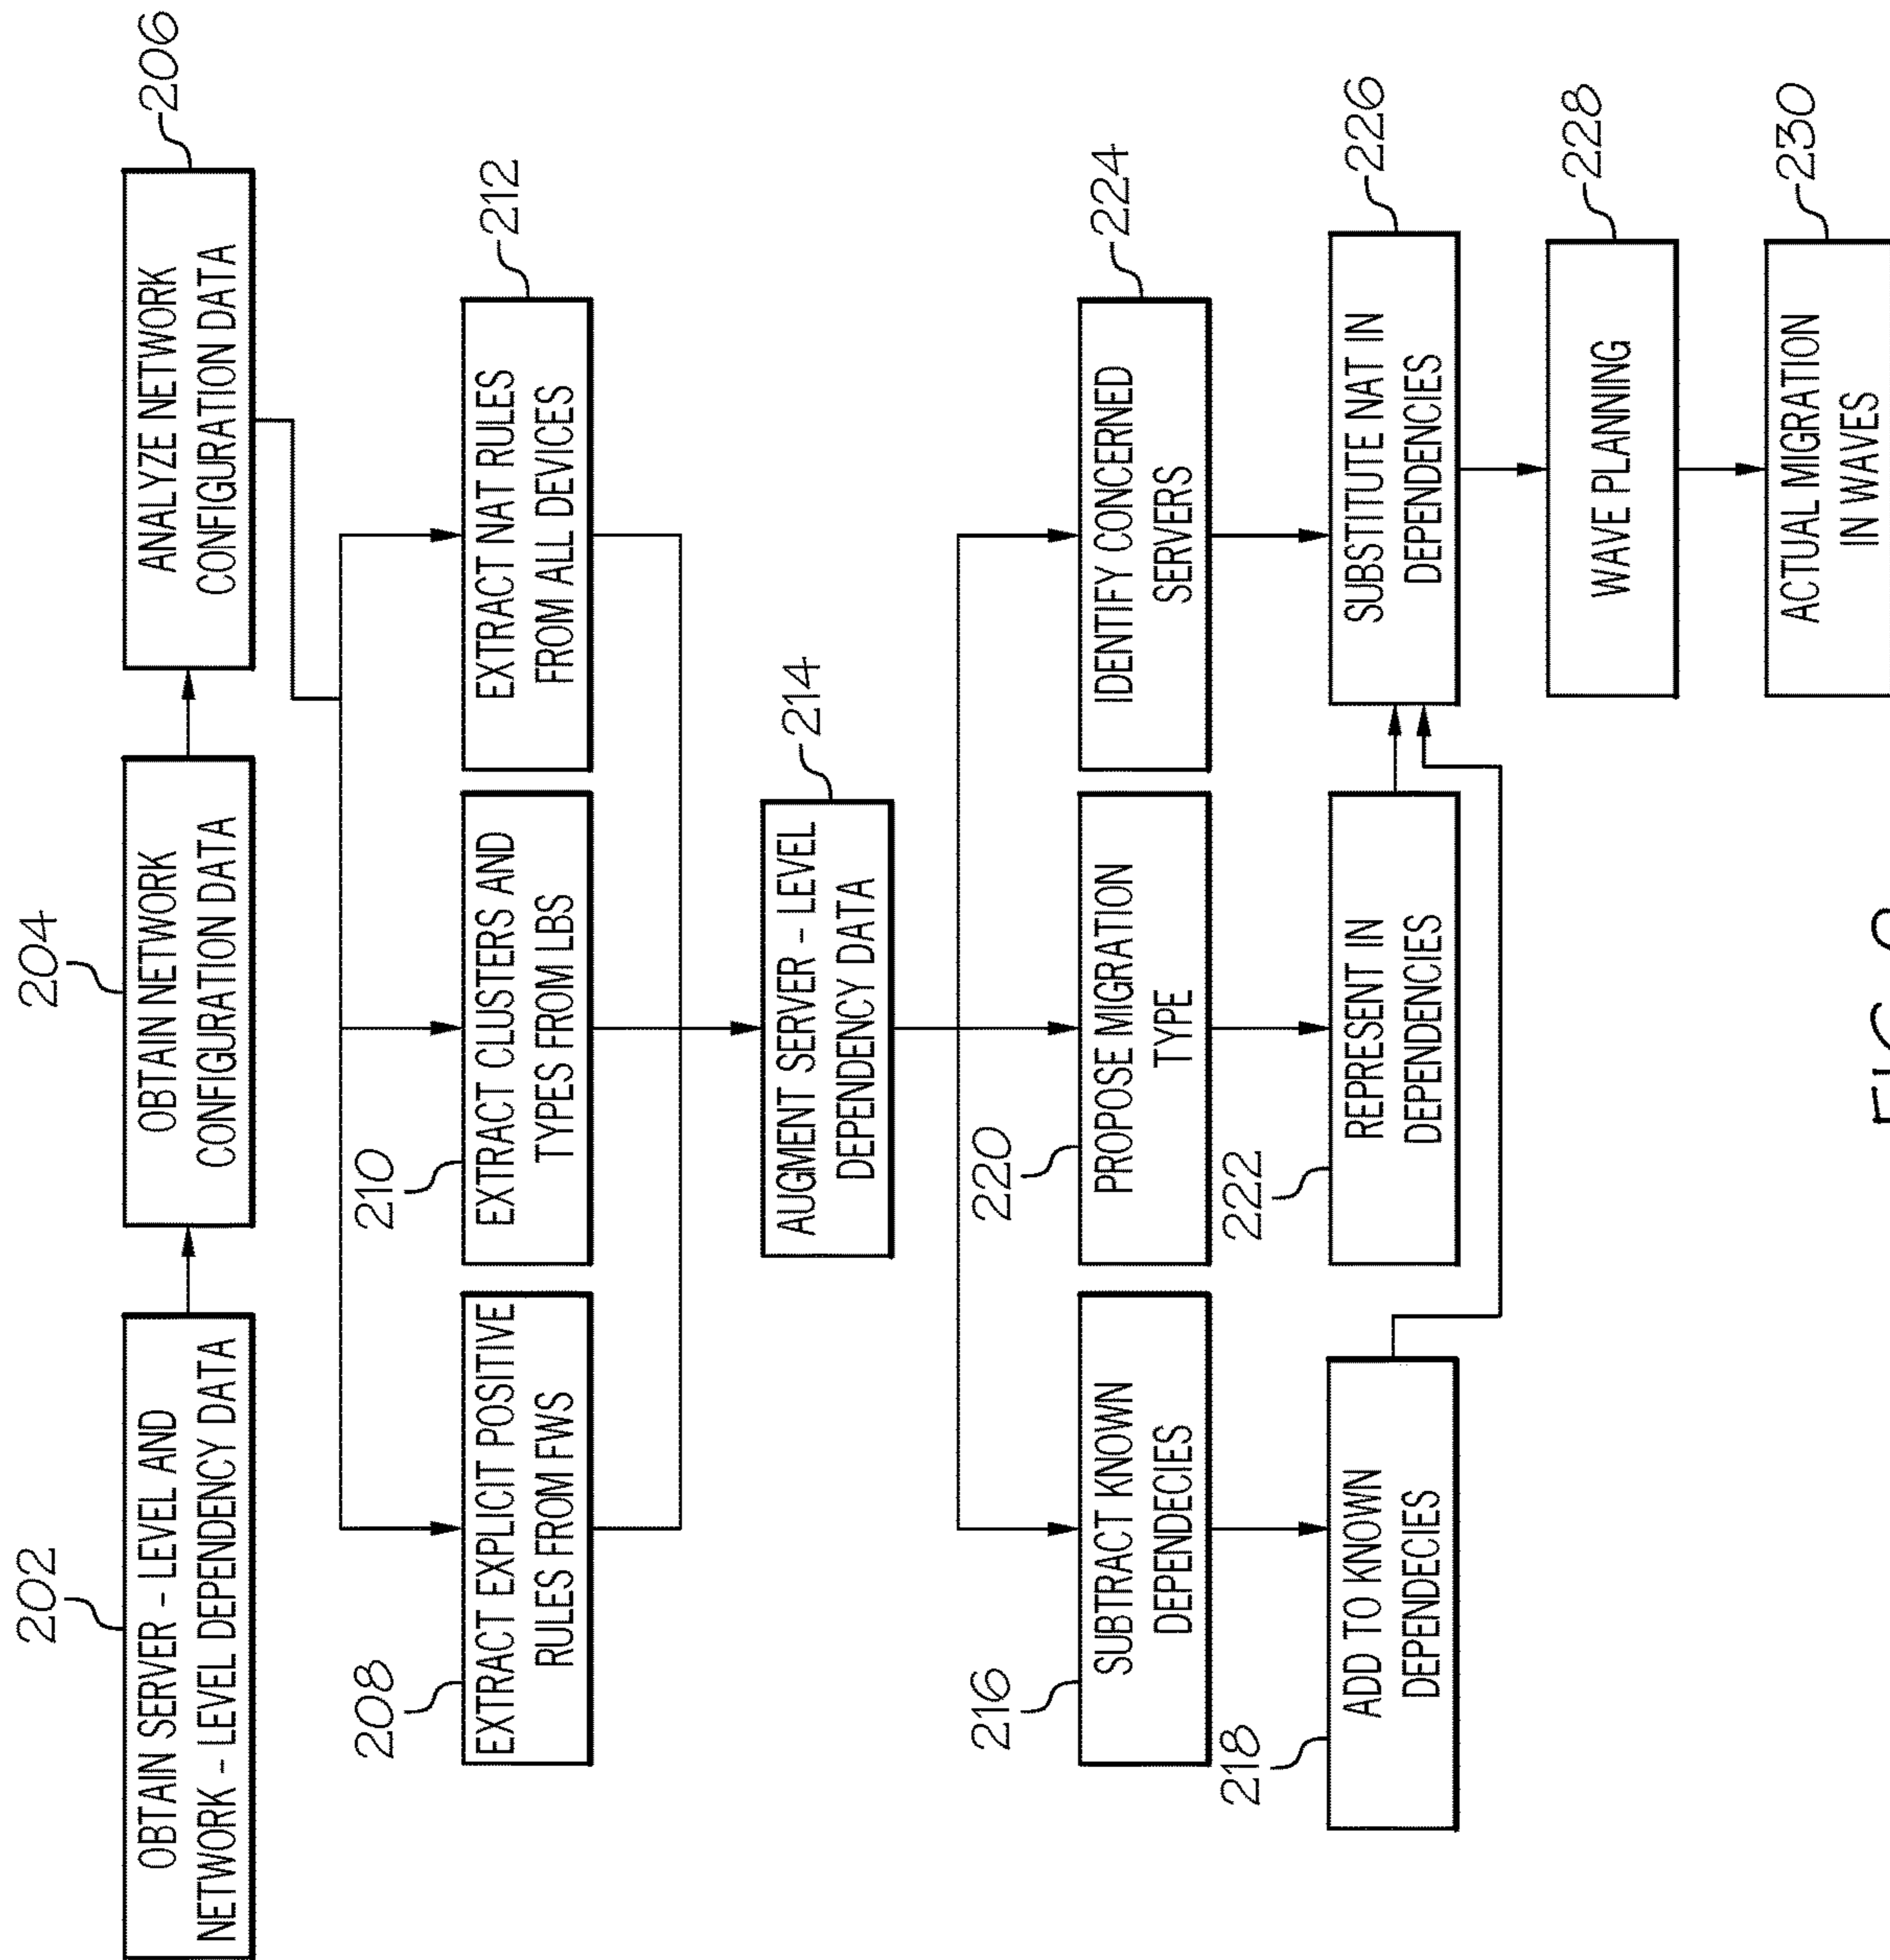 202
OBTAIN SERVER – LEVEL AND
NETWORK – LEVEL DEPENDENCY DATA
204
OBTAIN NETWORK
CONFIGURATION DATA
206
ANALYZE NETWORK
CONFIGURATION DATA
208
EXTRACT EXPLICIT POSITIVE
RULES FROM FWS
210
EXTRACT CLUSTERS AND
TYPES FROM LBS
212
EXTRACT NAT RULES
FROM ALL DEVICES
214
AUGMENT SERVER – LEVEL
DEPENDENCY DATA
216
SUBTRACT KNOWN
DEPENDECIES
220
PROPOSE MIGRATION
TYPE
224
IDENTIFY CONCERNED
SERVERS
218
ADD TO KNOWN
DEPENDECIES
222
REPRESENT IN
DEPENDENCIES
226
SUBSTITUTE NAT IN
DEPENDENCIES
228
WAVE PLANNING
230
ACTUAL MIGRATION
IN WAVES